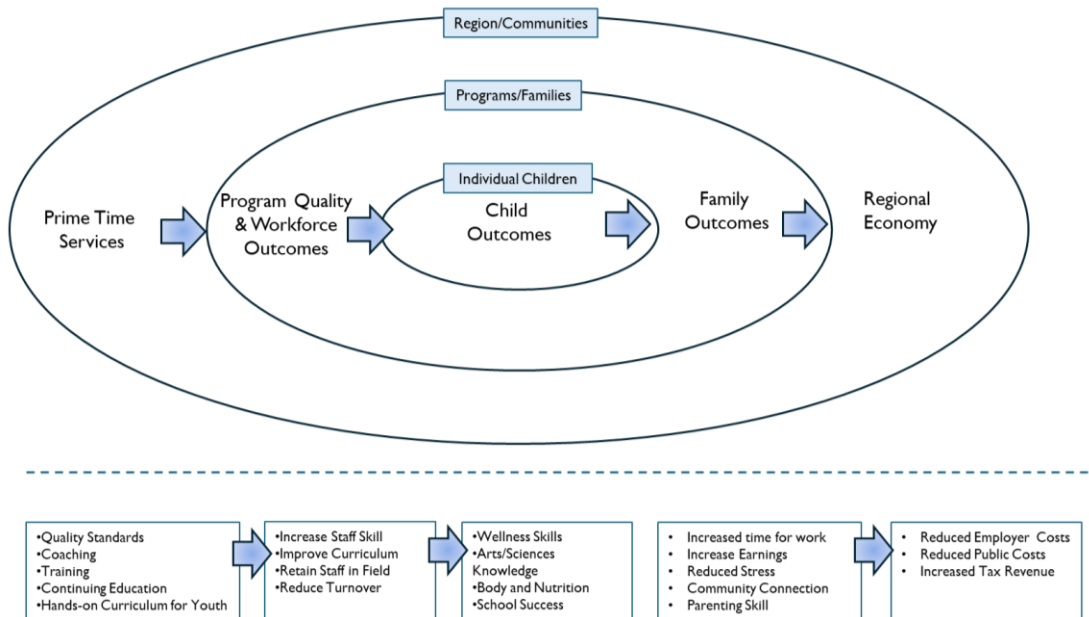 Region/Communities
Programs/Families
Individual Children
Prime Time
Services
Program Quality
& Workforce
Outcomes
Child
Outcomes
Family
Outcomes
Regional
Economy
•Quality Standards
•Coaching
•Training
•Continuing Education
•Hands-on Curriculum for Youth
•Increase Staff Skill
•Improve Curriculum
•Retain Staff in Field
•Reduce Turnover
•Wellness Skills
•Arts/Sciences
Knowledge
•Body and Nutrition
•School Success
• Increased time for work
• Increase Earnings
• Reduced Stress
• Community Connection
• Parenting Skill
• Reduced Employer Costs
• Reduced Public Costs
• Increased Tax Revenue